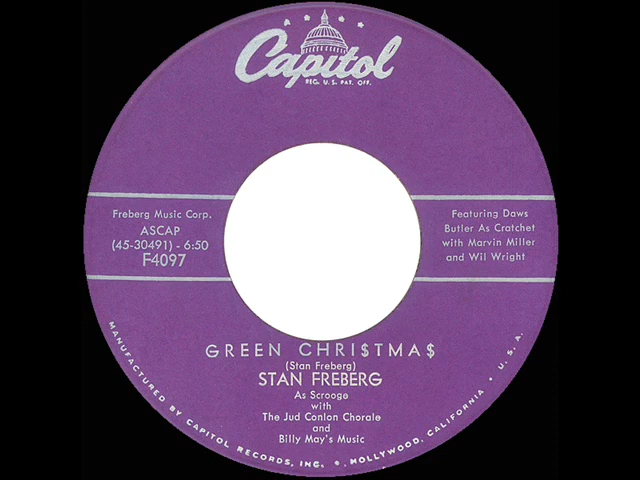 Capitol
REG. U.S. PAT. OFF.
Freberg Music Corp.
ASCAP
(45-30491) - 6:50
F4097
Featuring Daws
Butler As Cratchet
with Marvin Miller
and Wil Wright
GREEN CHRI$TMA$
(Stan Freberg)
STAN FREBERG
As Scrooge
with
The Jud Conlon Chorale
and
Billy May's Music
MANUFACTURED BY CAPITOL RECORDS, INC. • HOLLYWOOD, CALIFORNIA • U.S.A.